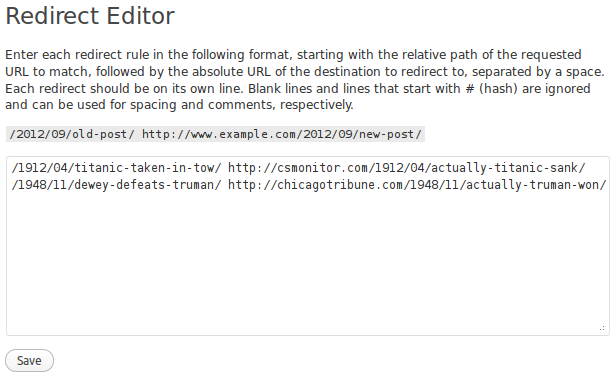 Redirect Editor
Enter each redirect rule in the following format, starting with the relative path of the requested
URL to match, followed by the absolute URL of the destination to redirect to, separated by a space.
Each redirect should be on its own line. Blank lines and lines that start with # (hash) are ignored
and can be used for spacing and comments, respectively.
/2012/09/old-post/ http://www.example.com/2012/09/new-post/
/1912/04/titanic-taken-in-tow/ http://csmonitor.com/1912/04/actually-titanic-sank/
/1948/11/dewey-defeats-truman/ http://chicagotribune.com/1948/11/actually-truman-won/
Save